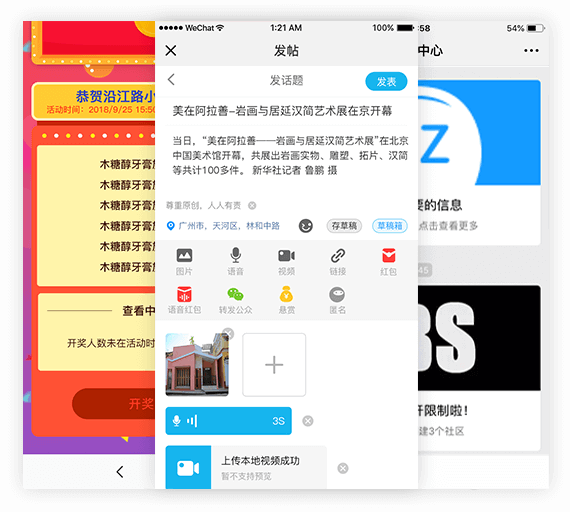 恭贺沿江路小
活动时间：2018/9/25 15:50
木糖醇牙膏旅
木糖醇牙膏旅
木糖醇牙膏旅
木糖醇牙膏旅
木糖醇牙膏旅
木糖醇牙膏旅
查看中
开奖人数未在活动时
开奖
WeChat
1:21 AM
100%
发帖
发话题
发表
美在阿拉善-岩画与居延汉简艺术展在京开幕
当日，“美在阿拉善——岩画与居延汉简艺术展”在北京
中国美术馆开幕，共展出岩画实物、雕塑、拓片、汉简
等共计100多件。 新华社记者 鲁鹏 摄
尊重原创，人人有责
广州市，天河区，林和中路
存草稿
草稿箱
图片
语音
视频
链接
红包
语音红包
转发公众
悬赏
匿名
3S
上传本地视频成功
暂不支持预览
:58
54%
中心
Z
要的信息
点击查看更多
45
BS
开限制啦!
建3个社区